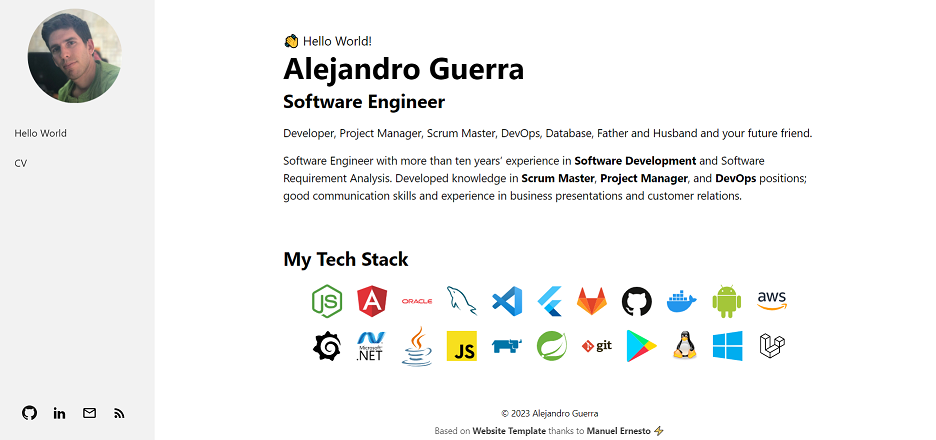 Hello World
CV
👋 Hello World!
Alejandro Guerra
Software Engineer
Developer, Project Manager, Scrum Master, DevOps, Database, Father and Husband and your future friend.
Software Engineer with more than ten years’ experience in Software Development and Software
Requirement Analysis. Developed knowledge in Scrum Master, Project Manager, and DevOps positions;
good communication skills and experience in business presentations and customer relations.
My Tech Stack
JS
A
ORACLE
aws
Microsoft
.NET
Java
JS
git
© 2023 Alejandro Guerra
Based on Website Template thanks to Manuel Ernesto ⚡
in